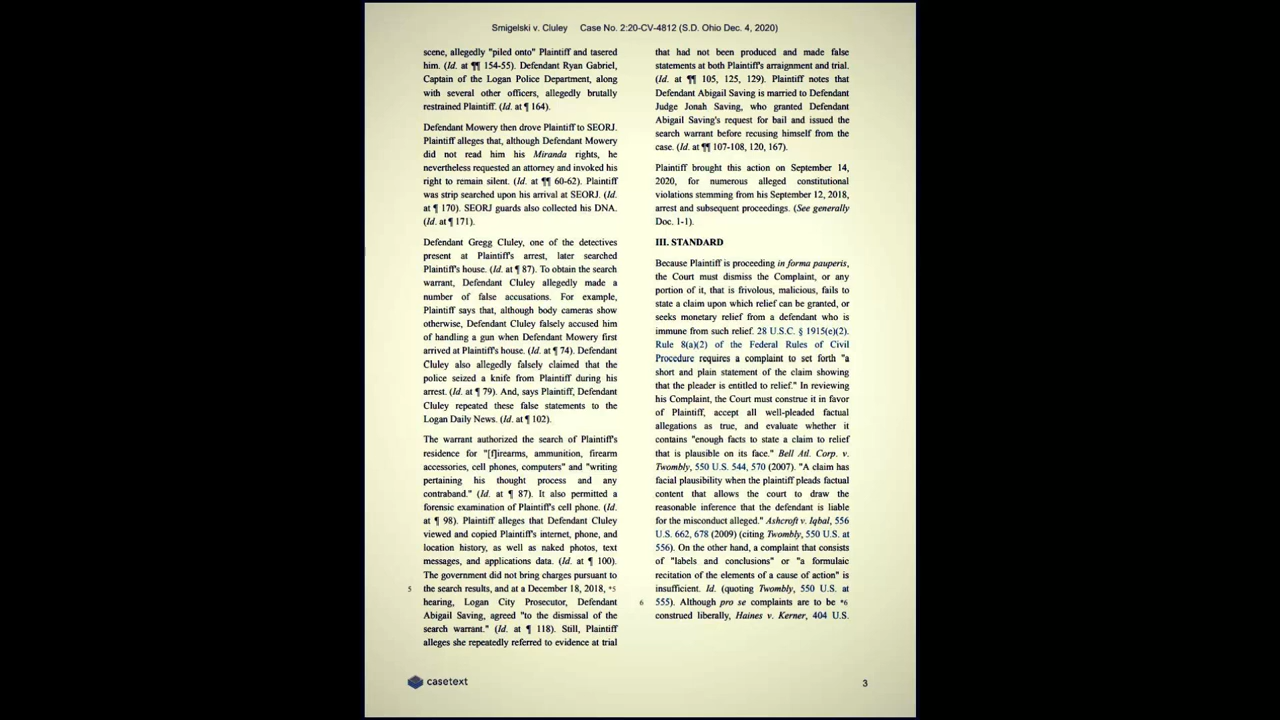 Smigelski v. Cluley Case No. 2:20-CV-4812 (S.D. Ohio Dec. 4, 2020)
scene, allegedly "piled onto" Plaintiff and tasered
him. (Id. at ¶¶ 154-55). Defendant Ryan Gabriel,
Captain of the Logan Police Department, along
with several other officers, allegedly brutally
restrained Plaintiff. (Id. at ¶ 164).
Defendant Mowery then drove Plaintiff to SEORJ.
Plaintiff alleges that, although Defendant Mowery
did not read him his Miranda rights, he
nevertheless requested an attorney and invoked his
right to remain silent. (Id. at ¶¶ 60-62). Plaintiff
was strip searched upon his arrival at SEORJ. (Id.
at ¶ 170). SEORJ guards also collected his DNA.
(Id. at ¶ 171).
Defendant Gregg Cluley, one of the detectives
present at Plaintiff's arrest, later searched
Plaintiff's house. (Id. at ¶ 87). To obtain the search
warrant, Defendant Cluley allegedly made a
number of false accusations. For example,
Plaintiff says that, although body cameras show
otherwise, Defendant Cluley falsely accused him
of handling a gun when Defendant Mowery first
arrived at Plaintiff's house. (Id. at ¶ 74). Defendant
Cluley also allegedly falsely claimed that the
police seized a knife from Plaintiff during his
arrest. (Id. at ¶ 79). And, says Plaintiff, Defendant
Cluley repeated these false statements to the
Logan Daily News. (Id. at ¶ 102).
The warrant authorized the search of Plaintiff's
residence for "[f]irearms, ammunition, firearm
accessories, cell phones, computers" and "writing
pertaining his thought process and any
contraband." (Id. at ¶ 87). It also permitted a
forensic examination of Plaintiff's cell phone. (Id.
at ¶ 98). Plaintiff alleges that Defendant Cluley
viewed and copied Plaintiff's internet, phone, and
location history, as well as naked photos, text
messages, and applications data. (Id. at ¶ 100).
The government did not bring charges pursuant to
5 the search results, and at a December 18, 2018, *5
hearing, Logan City Prosecutor, Defendant
Abigail Saving, agreed "to the dismissal of the
search warrant." (Id. at ¶ 118). Still, Plaintiff
alleges she repeatedly referred to evidence at trial
that had not been produced and made false
statements at both Plaintiff's arraignment and trial.
(Id. at ¶¶ 105, 125, 129). Plaintiff notes that
Defendant Abigail Saving is married to Defendant
Judge Jonah Saving, who granted Defendant
Abigail Saving's request for bail and issued the
search warrant before recusing himself from the
case. (Id. at ¶¶ 107-108, 120, 167).
Plaintiff brought this action on September 14,
2020, for numerous alleged constitutional
violations stemming from his September 12, 2018,
arrest and subsequent proceedings. (See generally
Doc. 1-1).
III. STANDARD
Because Plaintiff is proceeding in forma pauperis,
the Court must dismiss the Complaint, or any
portion of it, that is frivolous, malicious, fails to
state a claim upon which relief can be granted, or
seeks monetary relief from a defendant who is
immune from such relief. 28 U.S.C. § 1915(e)(2).
Rule 8(a)(2) of the Federal Rules of Civil
Procedure requires a complaint to set forth "a
short and plain statement of the claim showing
that the pleader is entitled to relief." In reviewing
his Complaint, the Court must construe it in favor
of Plaintiff, accept all well-pleaded factual
allegations as true, and evaluate whether it
contains "enough facts to state a claim to relief
that is plausible on its face." Bell Atl. Corp. v.
Twombly, 550 U.S. 544, 570 (2007). "A claim has
facial plausibility when the plaintiff pleads factual
content that allows the court to draw the
reasonable inference that the defendant is liable
for the misconduct alleged." Ashcroft v. Iqbal, 556
U.S. 662, 678 (2009) (citing Twombly, 550 U.S. at
556). On the other hand, a complaint that consists
of "labels and conclusions" or "a formulaic
recitation of the elements of a cause of action" is
insufficient. Id. (quoting Twombly, 550 U.S. at
6 555). Although pro se complaints are to be *6
construed liberally, Haines v. Kerner, 404 U.S.
casetext
3